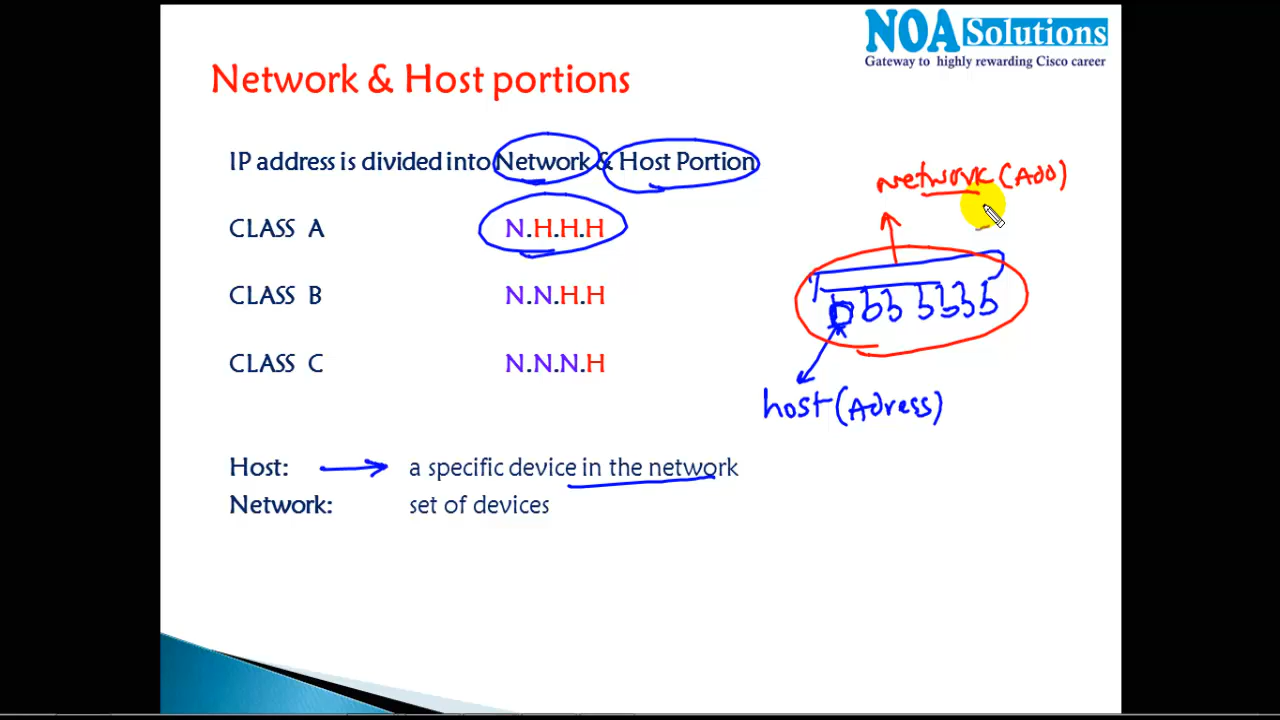 NOA Solutions
Gateway to highly rewarding Cisco career
Network & Host portions
IP address is divided into Network & Host Portion
network (Add)
CLASS A N.H.H.H
CLASS B N.N.H.H
CLASS C N.N.N.H
host (Adress)
Host: a specific device in the network
Network: set of devices